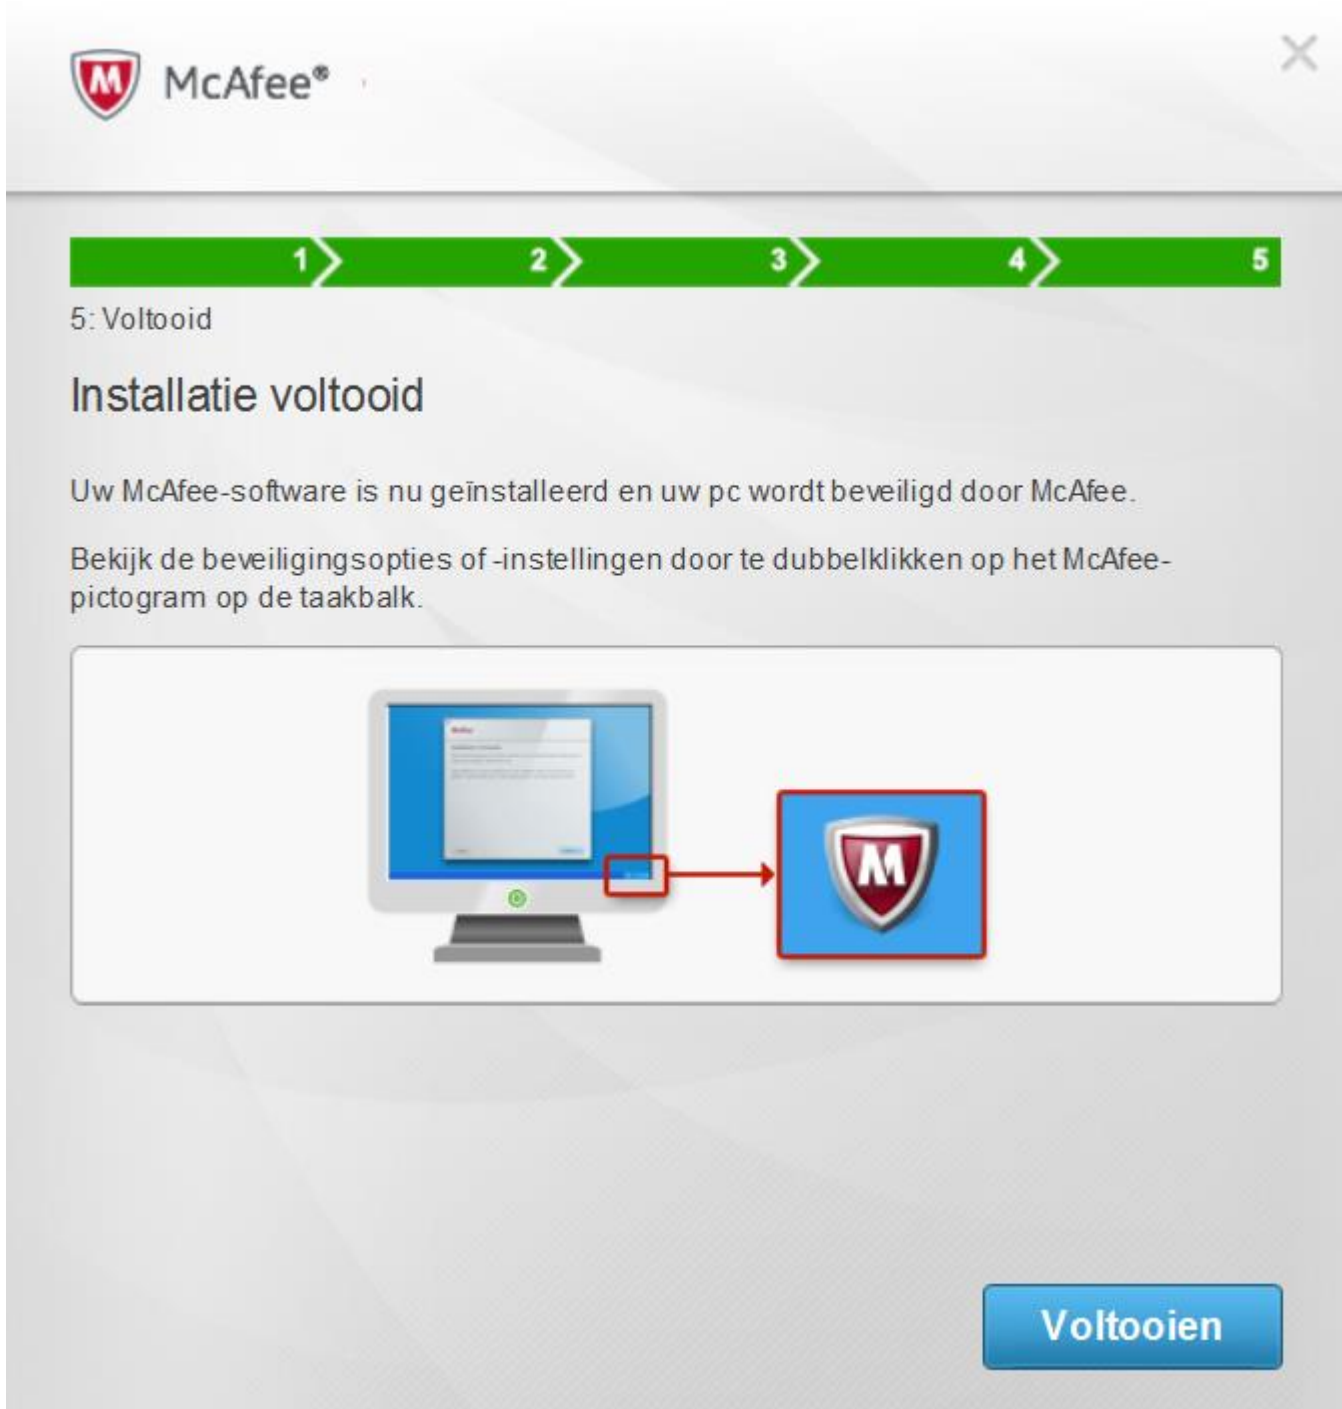 McAfee®
1 2 3 4 5
5: Voltooid
Installatie voltooid
Uw McAfee-software is nu geïnstalleerd en uw pc wordt beveiligd door McAfee.
Bekijk de beveiligingsopties of -instellingen door te dubbelklikken op het McAfee-
pictogram op de taakbalk.
Voltooien